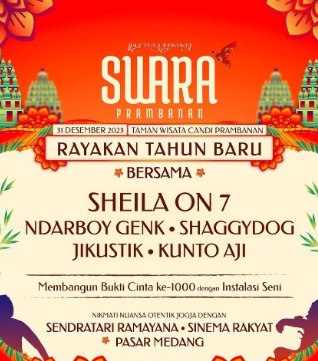 SUARA
PRAMBANAN
31 DESEMBER 2023 TAMAN WISATA CANDI PRAMBANAN
RAYAKAN TAHUN BARU
BERSAMA
SHEILA ON 7
NDARBOY GENK • SHAGGYDOG
JIKUSTIK • KUNTO AJI
Membangun Bukti Cinta ke-1000 dengan Instalasi Seni
NIKMATI NUANSA OTENTIK JOGJA DENGAN
SENDRATARI RAMAYANA • SINEMA RAKYAT
• PASAR MEDANG